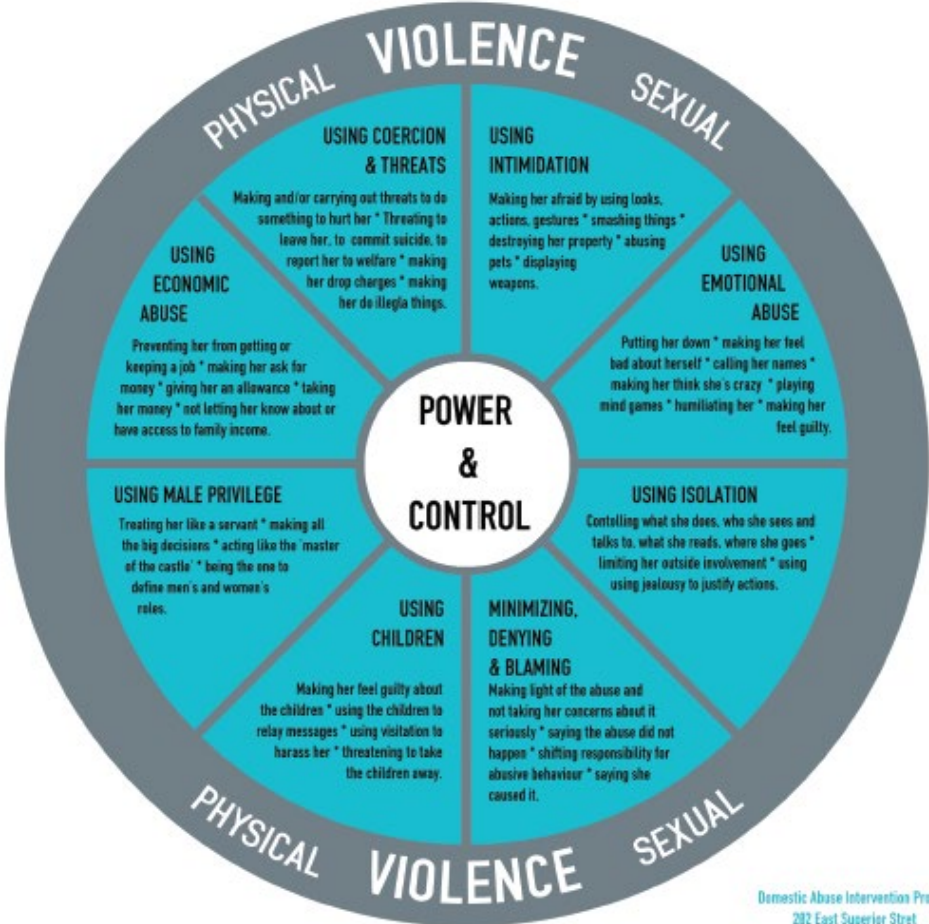 PHYSICAL VIOLENCE SEXUAL
USING COERCION
& THREATS
Making and/or carrying out threats to do
something to hurt her * Threating to
leave her, to commit suicide, to
report her to welfare * making
her drop charges * making
her do illegla things.
USING
INTIMIDATION
Making her afraid by using looks,
actions, gestures * smashing things *
destroying her property * abusing
pets * displaying
weapons.
USING
EMOTIONAL
ABUSE
Putting her down * making her feel
bad about herself * calling her names *
making her think she's crazy * playing
mind games * humiliating her * making her
feel guilty.
USING ISOLATION
Contolling what she does, who she sees and
talks to, what she reads, where she goes *
limiting her outside involvement * using
using jealousy to justify actions.
MINIMIZING,
DENYING
& BLAMING
Making light of the abuse and
not taking her concerns about it
seriously * saying the abuse did not
happen * shifting responsibility for
abusive behaviour * saying she
caused it.
USING
CHILDREN
Making her feel guilty about
the children * using the children to
relay messages * using visitation to
harass her * threatening to take
the children away.
USING MALE PRIVILEGE
Treating her like a servant * making all
the big decisions * acting like the 'master
of the castle' * being the one to
define men's and women's
roles.
USING
ECONOMIC
ABUSE
Preventing her from getting or
keeping a job * making her ask for
money * giving her an allowance * taking
her money * not letting her know about or
have access to family income.
POWER
&
CONTROL
PHYSICAL VIOLENCE SEXUAL
Domestic Abuse Intervention
202 East Superior Stret